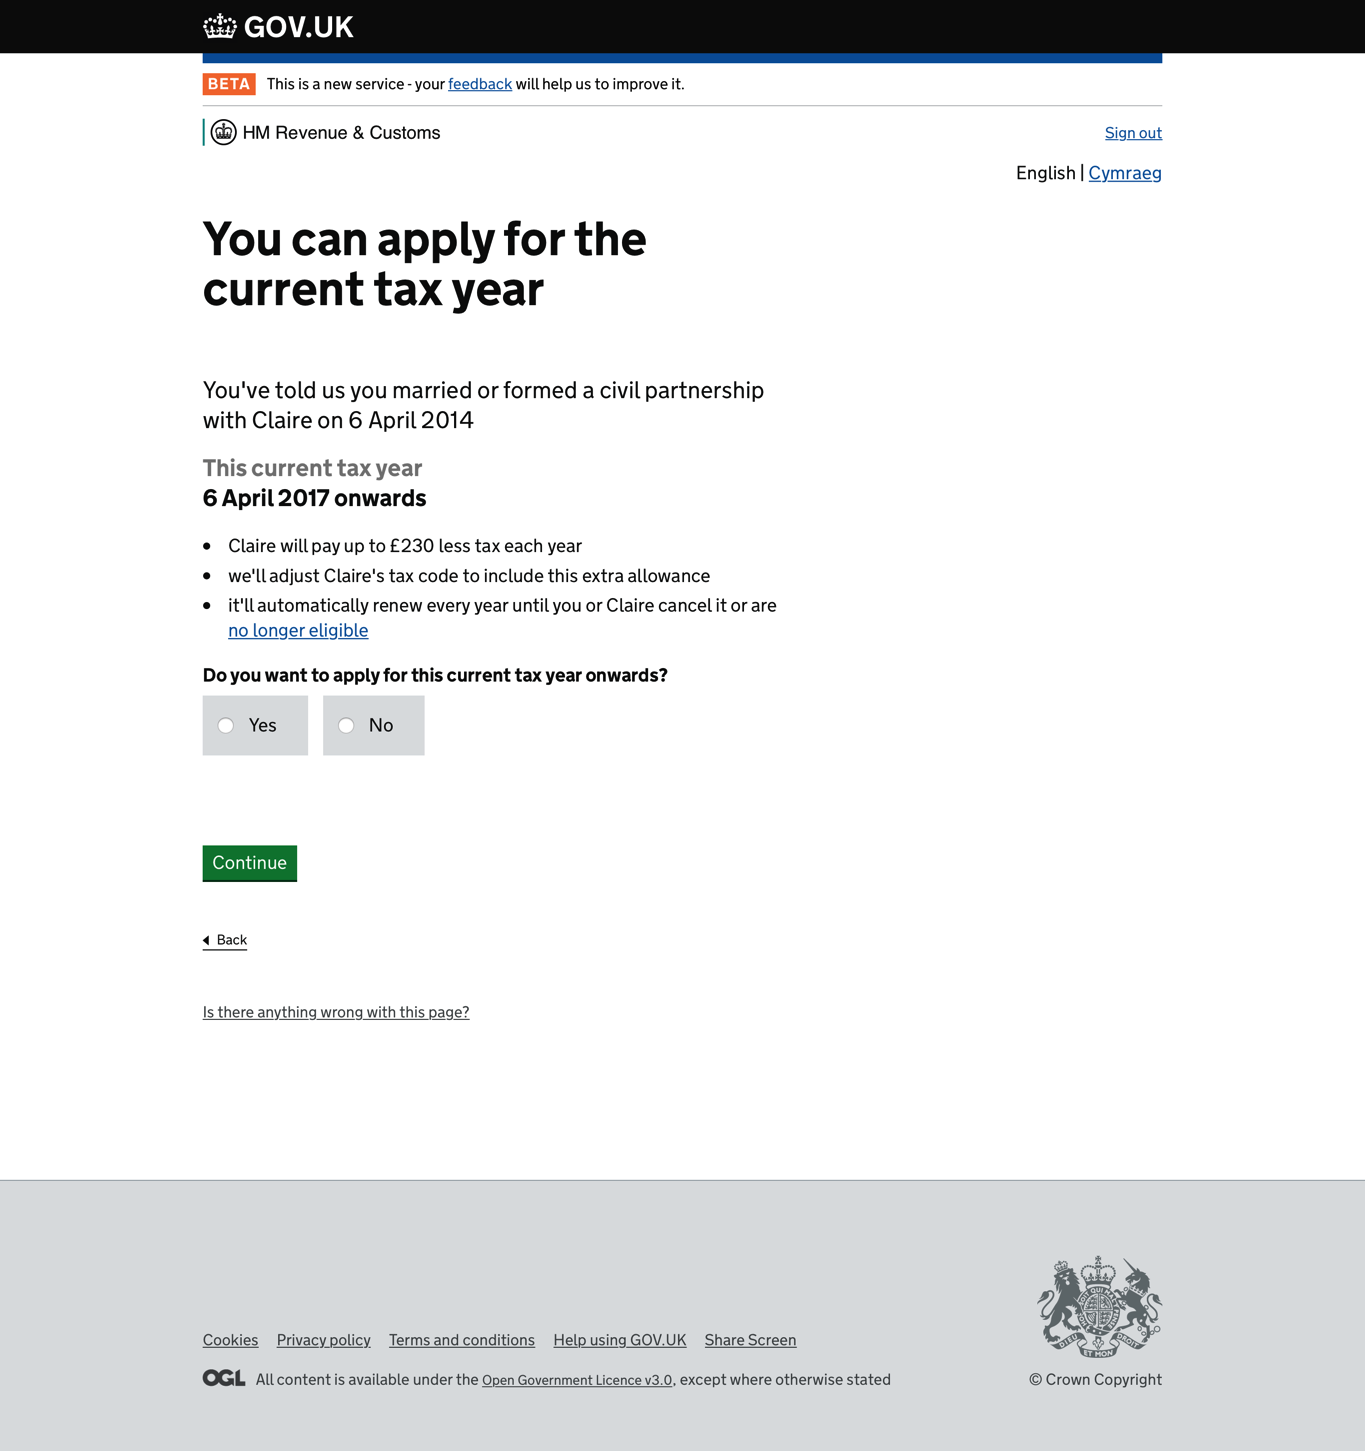 GOV.UK
BETA This is a new service - your feedback will help us to improve it.
HM Revenue & Customs
Sign out
English | Cymraeg
You can apply for the
current tax year
You've told us you married or formed a civil partnership
with Claire on 6 April 2014
This current tax year
6 April 2017 onwards
• Claire will pay up to £230 less tax each year
• we'll adjust Claire's tax code to include this extra allowance
• it'll automatically renew every year until you or Claire cancel it or are
no longer eligible
Do you want to apply for this current tax year onwards?
Yes No
Continue
Back
Is there anything wrong with this page?
Cookies Privacy policy Terms and conditions Help using GOV.UK Share Screen
OGL All content is available under the Open Government Licence v3.0, except where otherwise stated
DIEU ET MON DROIT
© Crown Copyright